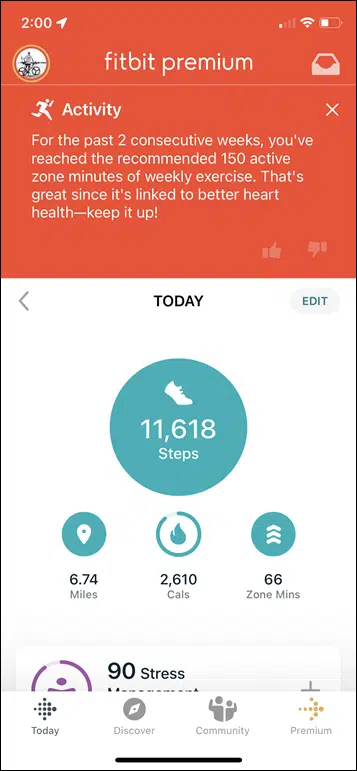 2:00
fitbit premium
Activity
For the past 2 consecutive weeks, you've
reached the recommended 150 active
zone minutes of weekly exercise. That's
great since it's linked to better heart
health—keep it up!
TODAY
EDIT
11,618
Steps
6.74
Miles
2,610
Cals
66
Zone Mins
90 Stress
Management
Today
Discover
Community
Premium